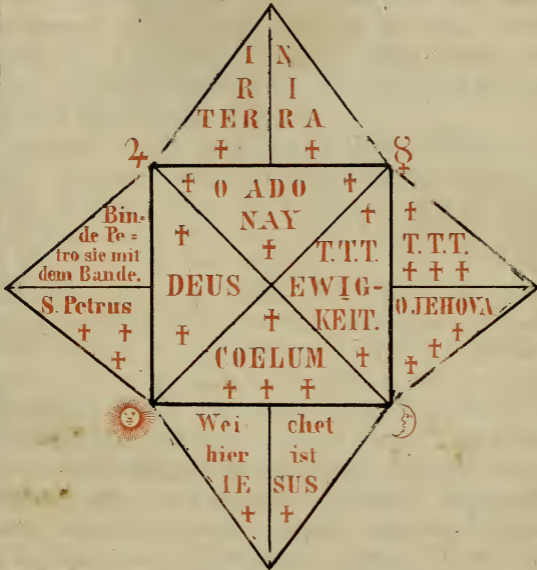 I N
R I
TER RA
O ADO
NAY
Bin-
de Pe=
tro sie mit
dem Bande.
S. Petrus
DEUS
T.T.T
EWIG-
KEIT.
T.T.T.
O JEHOVA
COELUM
Wei- chet
hier ist
IE SUS